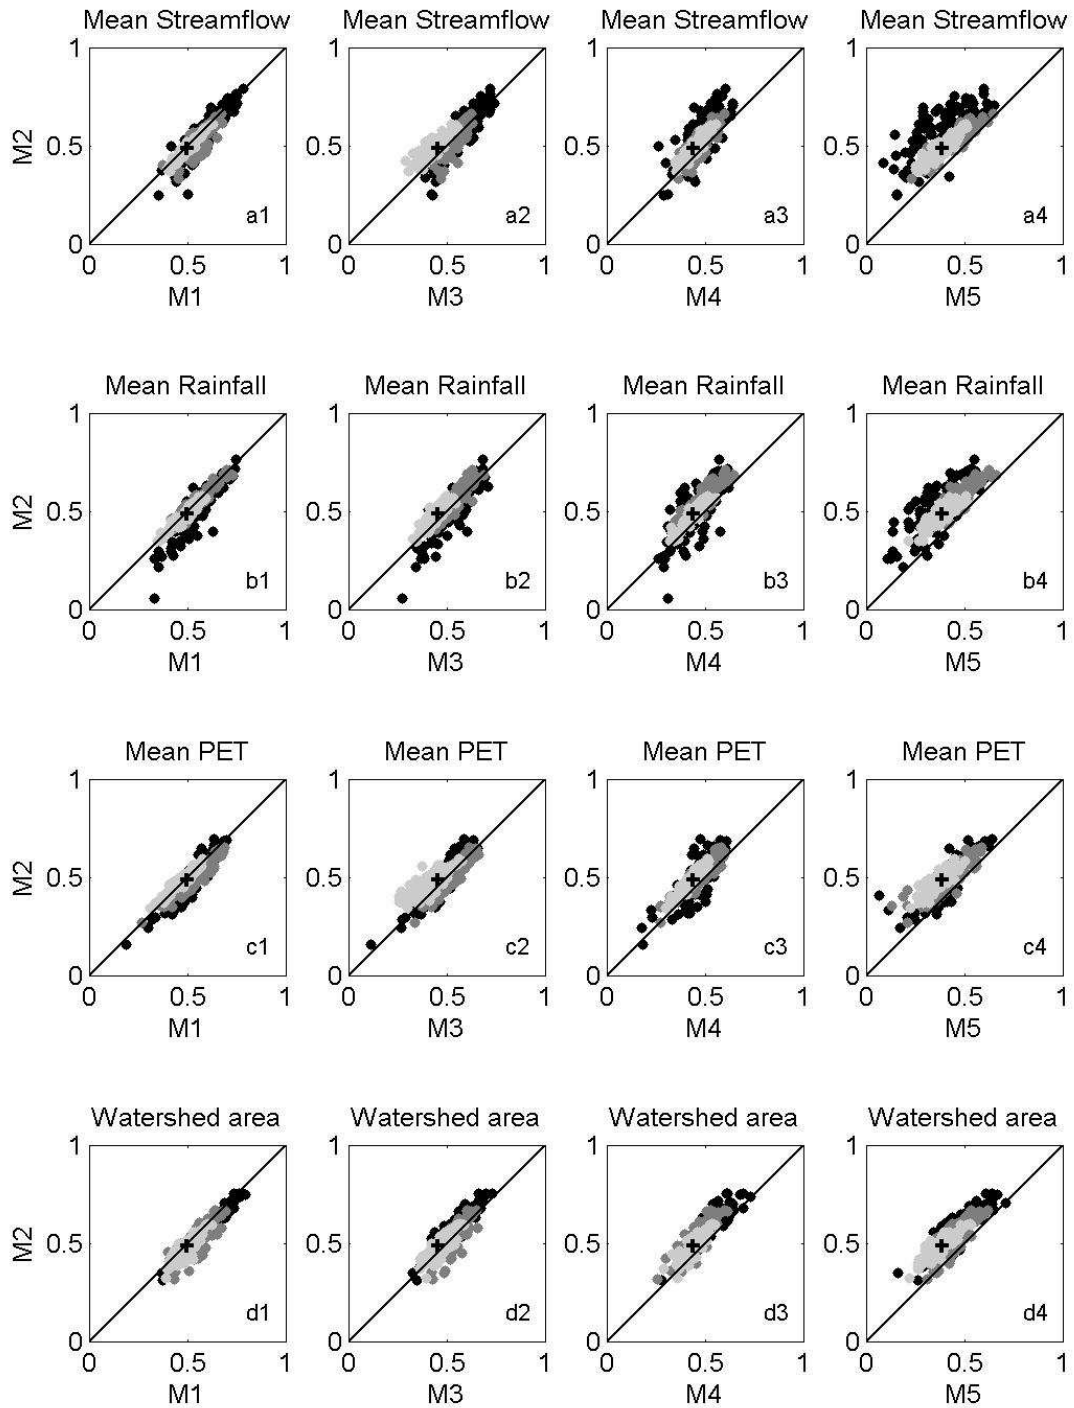 Mean Streamflow Mean Streamflow Mean Streamflow Mean Streamflow
1 1 1 1
M2 0.5 0.5 0.5 0.5
a1 a2 a3 a4
0 0 0 0
0 0.5 1 0 0.5 1 0 0.5 1 0 0.5 1
M1 M3 M4 M5
Mean Rainfall Mean Rainfall Mean Rainfall Mean Rainfall
1 1 1 1
M2 0.5 0.5 0.5 0.5
b1 b2 b3 b4
0 0 0 0
0 0.5 1 0 0.5 1 0 0.5 1 0 0.5 1
M1 M3 M4 M5
Mean PET Mean PET Mean PET Mean PET
1 1 1 1
M2 0.5 0.5 0.5 0.5
c1 c2 c3 c4
0 0 0 0
0 0.5 1 0 0.5 1 0 0.5 1 0 0.5 1
M1 M3 M4 M5
Watershed area Watershed area Watershed area Watershed area
1 1 1 1
M2 0.5 0.5 0.5 0.5
d1 d2 d3 d4
0 0 0 0
0 0.5 1 0 0.5 1 0 0.5 1 0 0.5 1
M1 M3 M4 M5